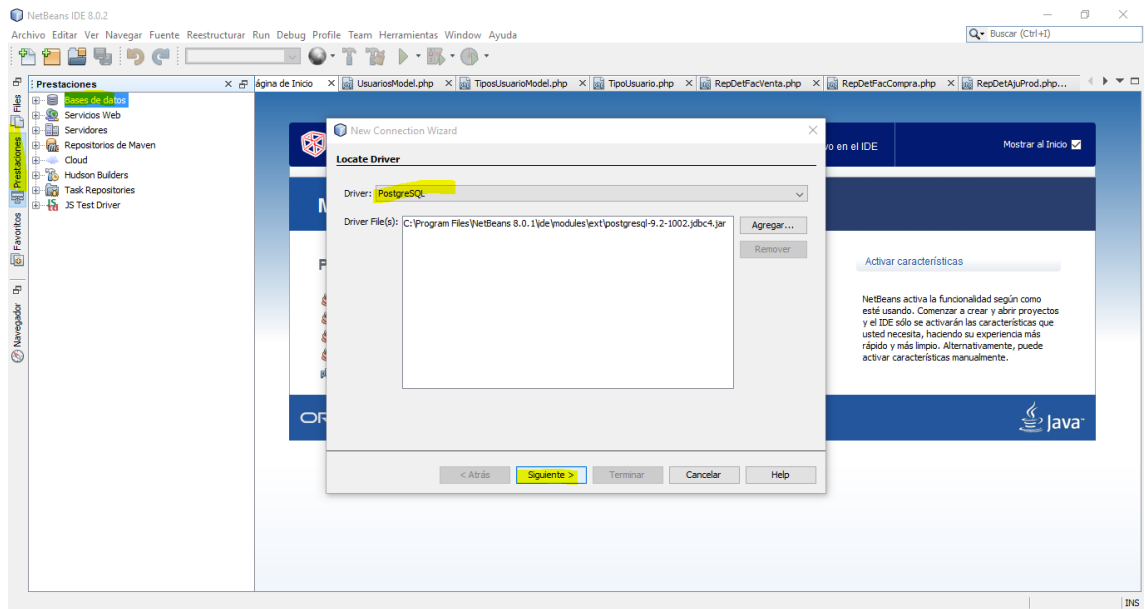 NetBeans IDE 8.0.2
Archivo Editar Ver Navegar Fuente Reestructurar Run Debug Profile Team Herramientas Window Ayuda
Buscar (Ctrl+I)
Prestaciones
ágina de Inicio UsuariosModel.php TiposUsuarioModel.php TipoUsuario.php RepDetFacVenta.php RepDetFacCompra.php RepDetAjuProd.php...
Files
Prestaciones
Favoritos
Navegador
Bases de datos
Servicios Web
Servidores
Repositorios de Maven
Cloud
Hudson Builders
Task Repositories
JS Test Driver
vo en el IDE
Mostrar al Inicio
New Connection Wizard
Locate Driver
Driver: PostgreSQL
Driver File(s): C:\Program Files\NetBeans 8.0.1\ide\modules\ext\postgresql-9.2-1002.jdbc4.jar
Agregar...
Remover
< Atrás Siguiente > Terminar Cancelar Help
Activar características
NetBeans activa la funcionalidad según como
esté usando. Comenzar a crear y abrir proyectos
y el IDE sólo se activarán las características que
usted necesita, haciendo su experiencia más
rápido y más limpio. Alternativamente, puede
activar características manualmente.
OR
Java
INS